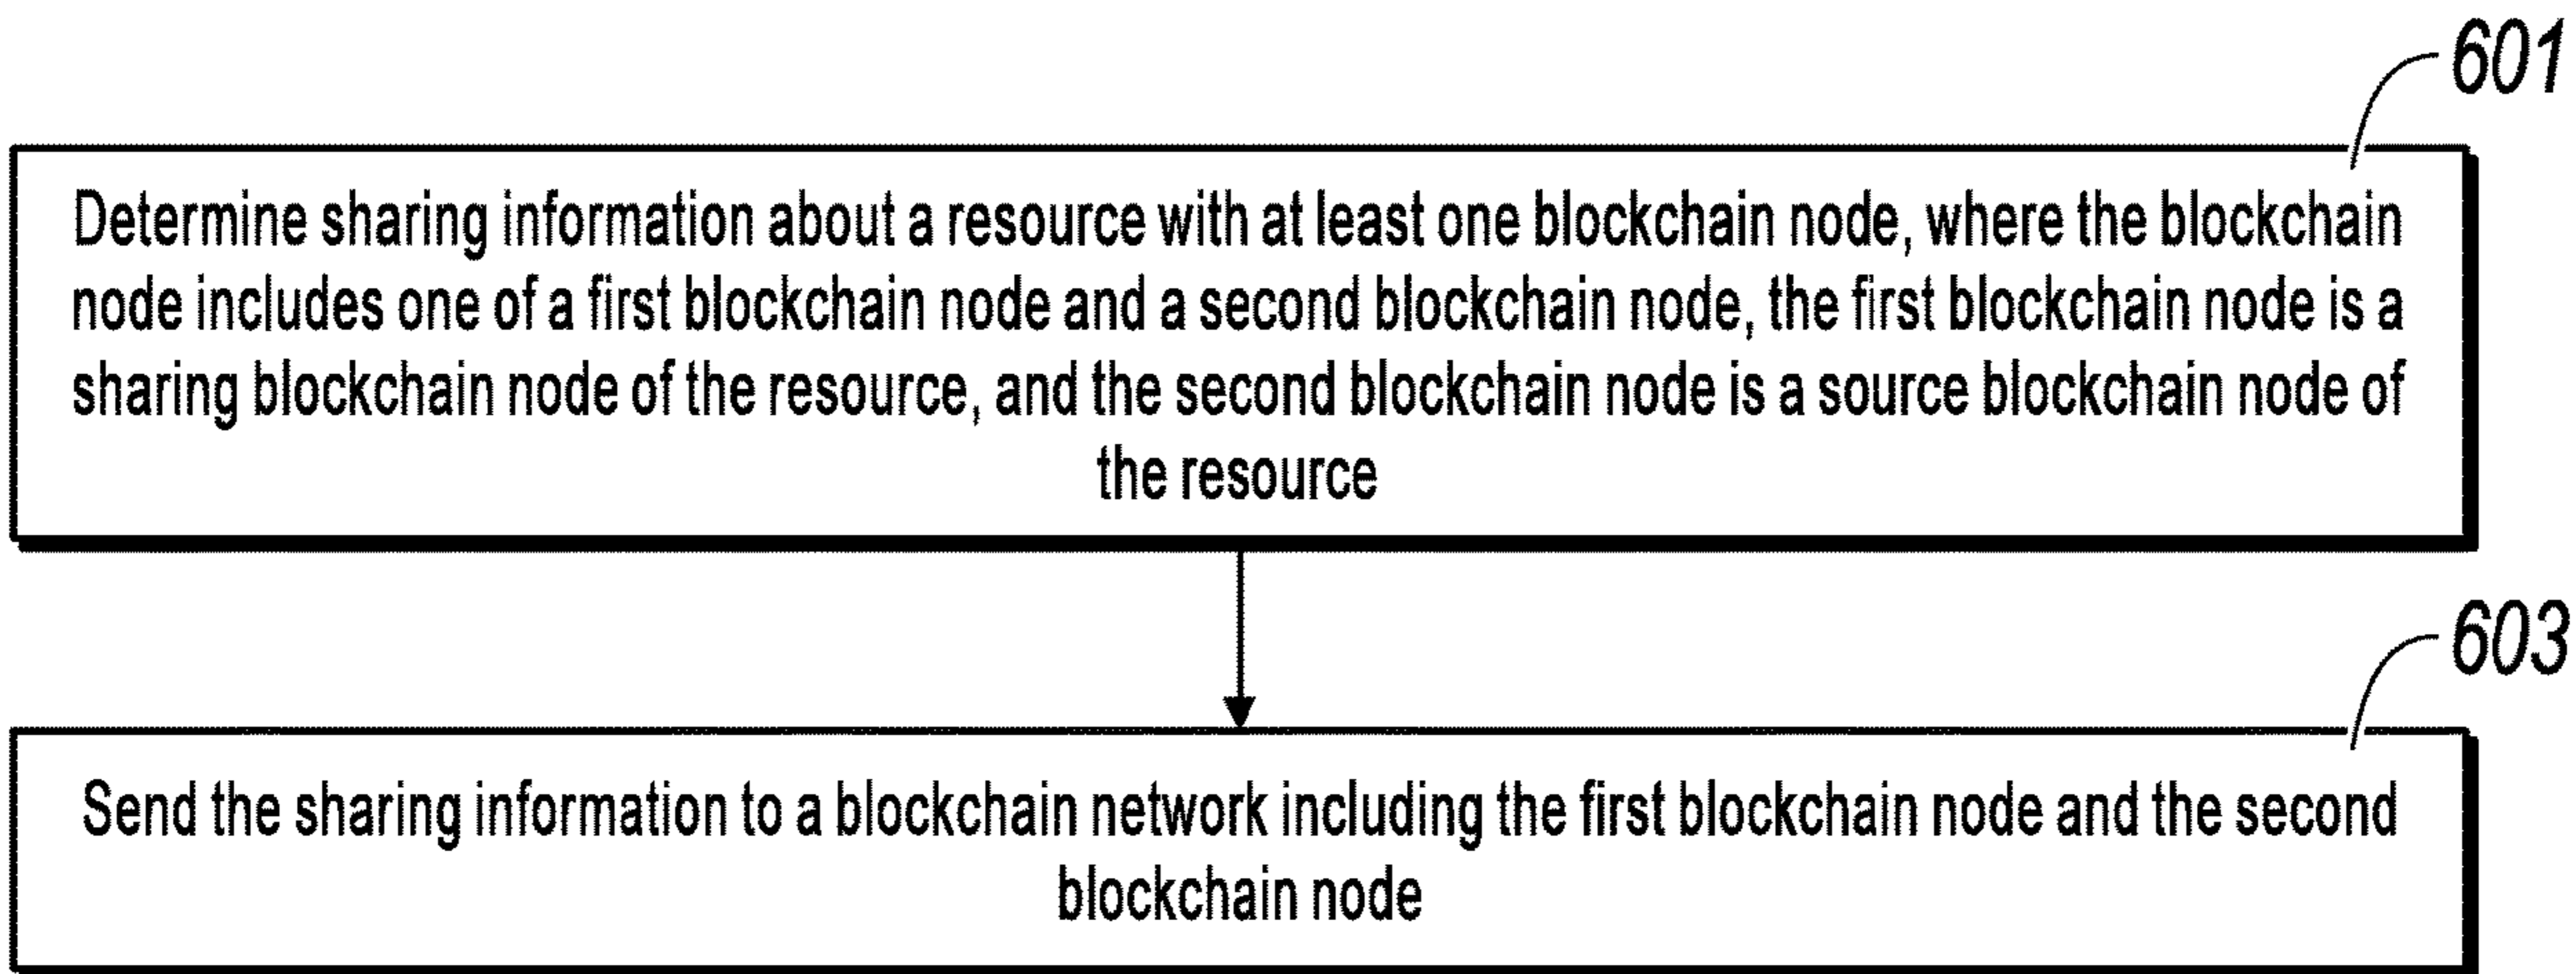 601
Determine sharing information about a resource with at least one blockchain node, where the blockchain
node includes one of a first blockchain node and a second blockchain node, the first blockchain node is a
sharing blockchain node of the resource, and the second blockchain node is a source blockchain node of
the resource
603
Send the sharing information to a blockchain network including the first blockchain node and the second
blockchain node